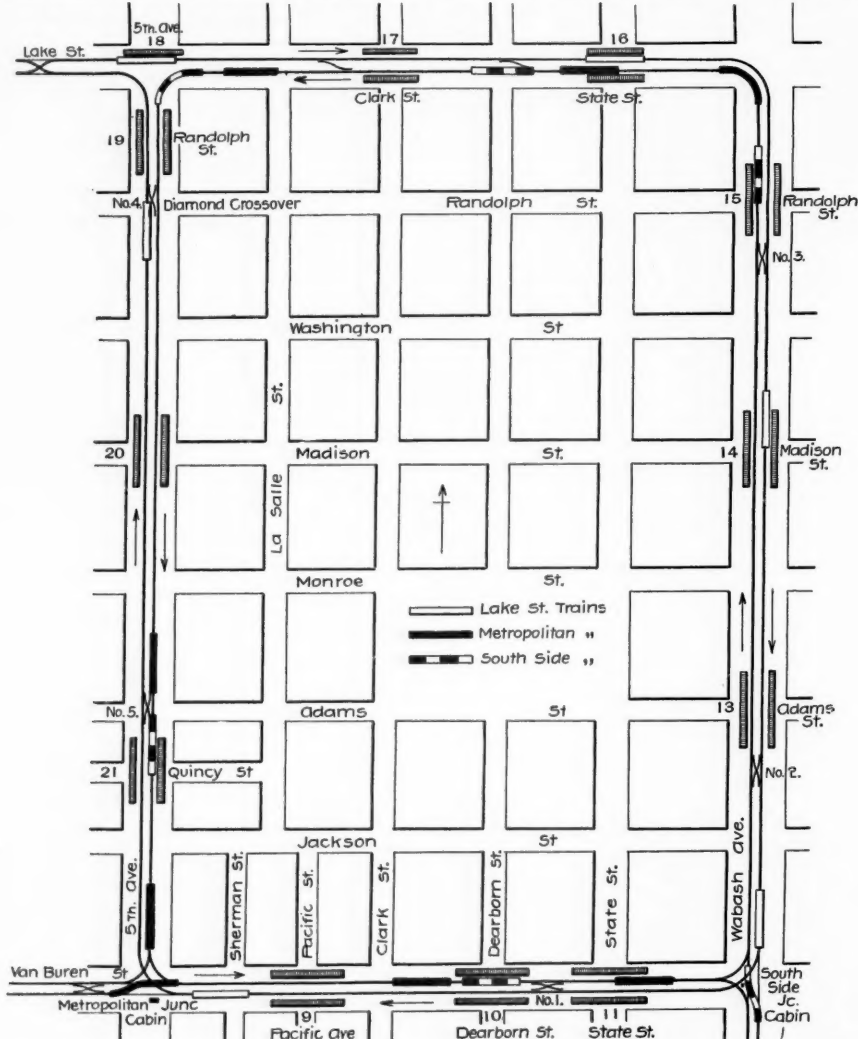 5th. Ave.
18
17
16
Lake St.
Clark St.
State St.
19
Randolph
St.
No.4.
Diamond Crossover
Randolph St.
15
Randolph
St.
No. 3.
Washington St
St.
20
Madison St.
14
Madison
St.
La Salle
Monroe St.
Lake St. Trains
Metropolitan "
South Side "
No.5.
Adams St
13
Adams
St.
21
Quincy St
No. 2.
Jackson St
5th. Ave.
Sherman St.
Pacific St.
Clark St.
Dearborn St.
State St.
Wabash Ave.
Van Buren St
South
Side
Jc.
Cabin
Metropolitan Junc
Cabin
No.1.
9
10
11
Pacific Ave
Dearborn St.
State St.